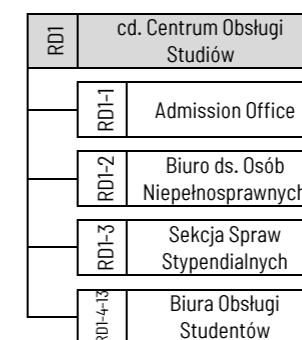 RD1
cd. Centrum Obsługi
Studiów
RD1-1
Admission Office
RD1-2
Biuro ds. Osób
Niepełnosprawnych
RD1-3
Sekcja Spraw
Stypendialnych
RD1-4-13
Biura Obsługi
Studentów